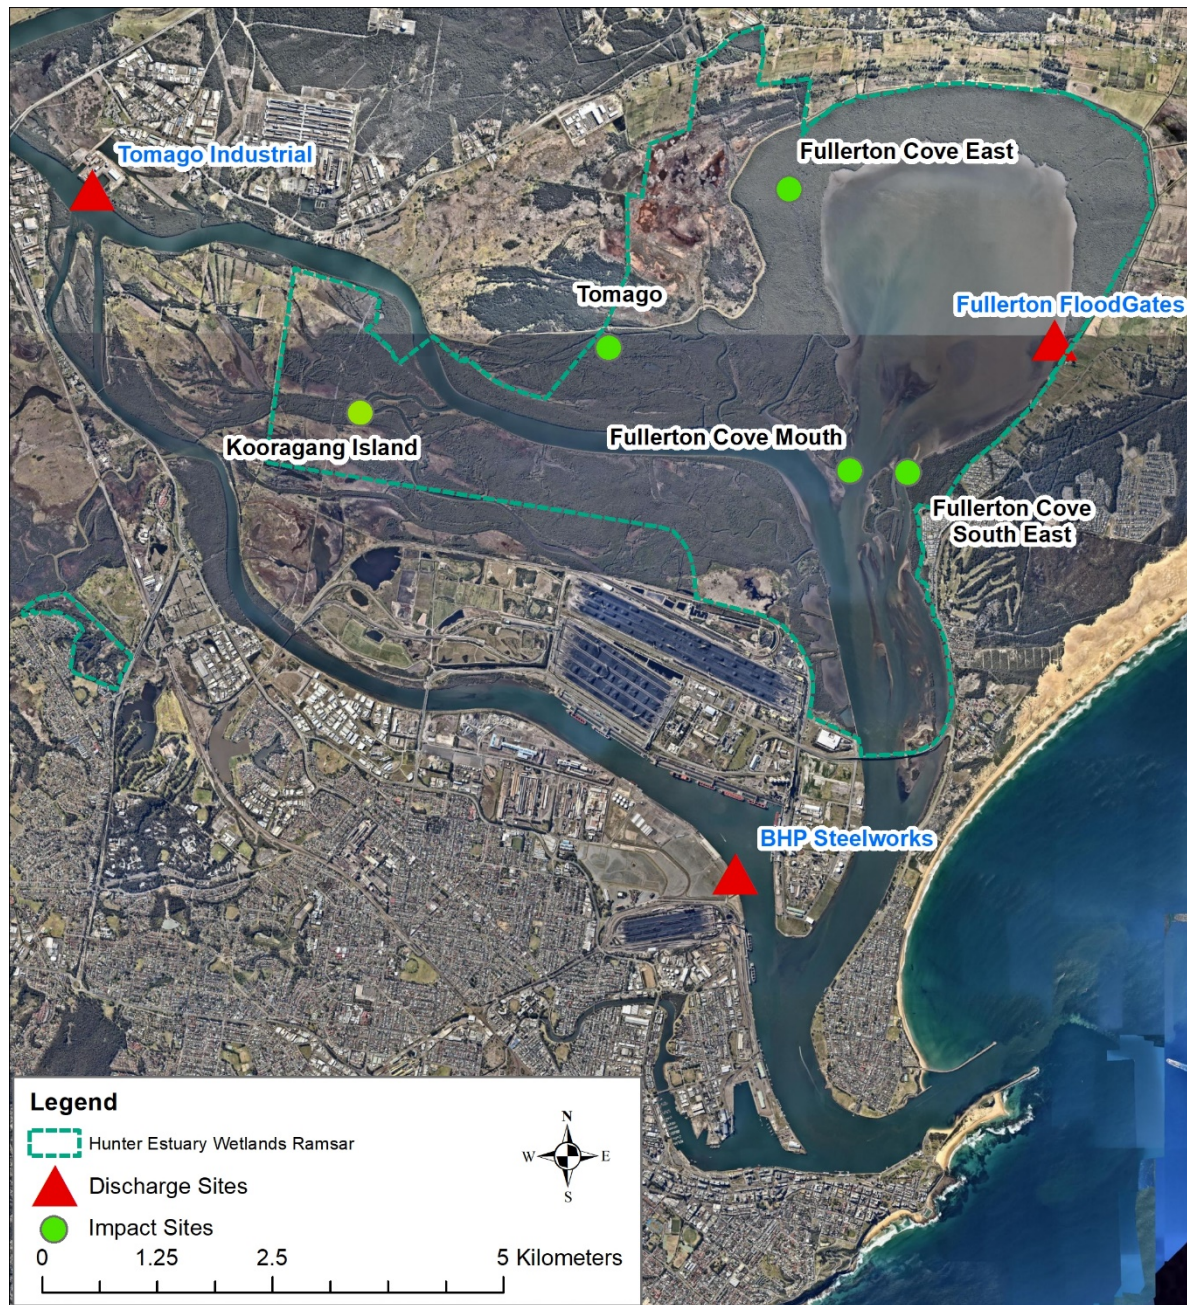 Tomago Industrial
Fullerton Cove East
Tomago
Fullerton FloodGates
Fullerton Cove Mouth
Kooragang Island
Fullerton Cove
South East
BHP Steelworks
Legend
Hunter Estuary Wetlands Ramsar
Discharge Sites
Impact Sites
N
W E
S
0 1.25 2.5 5 Kilometers